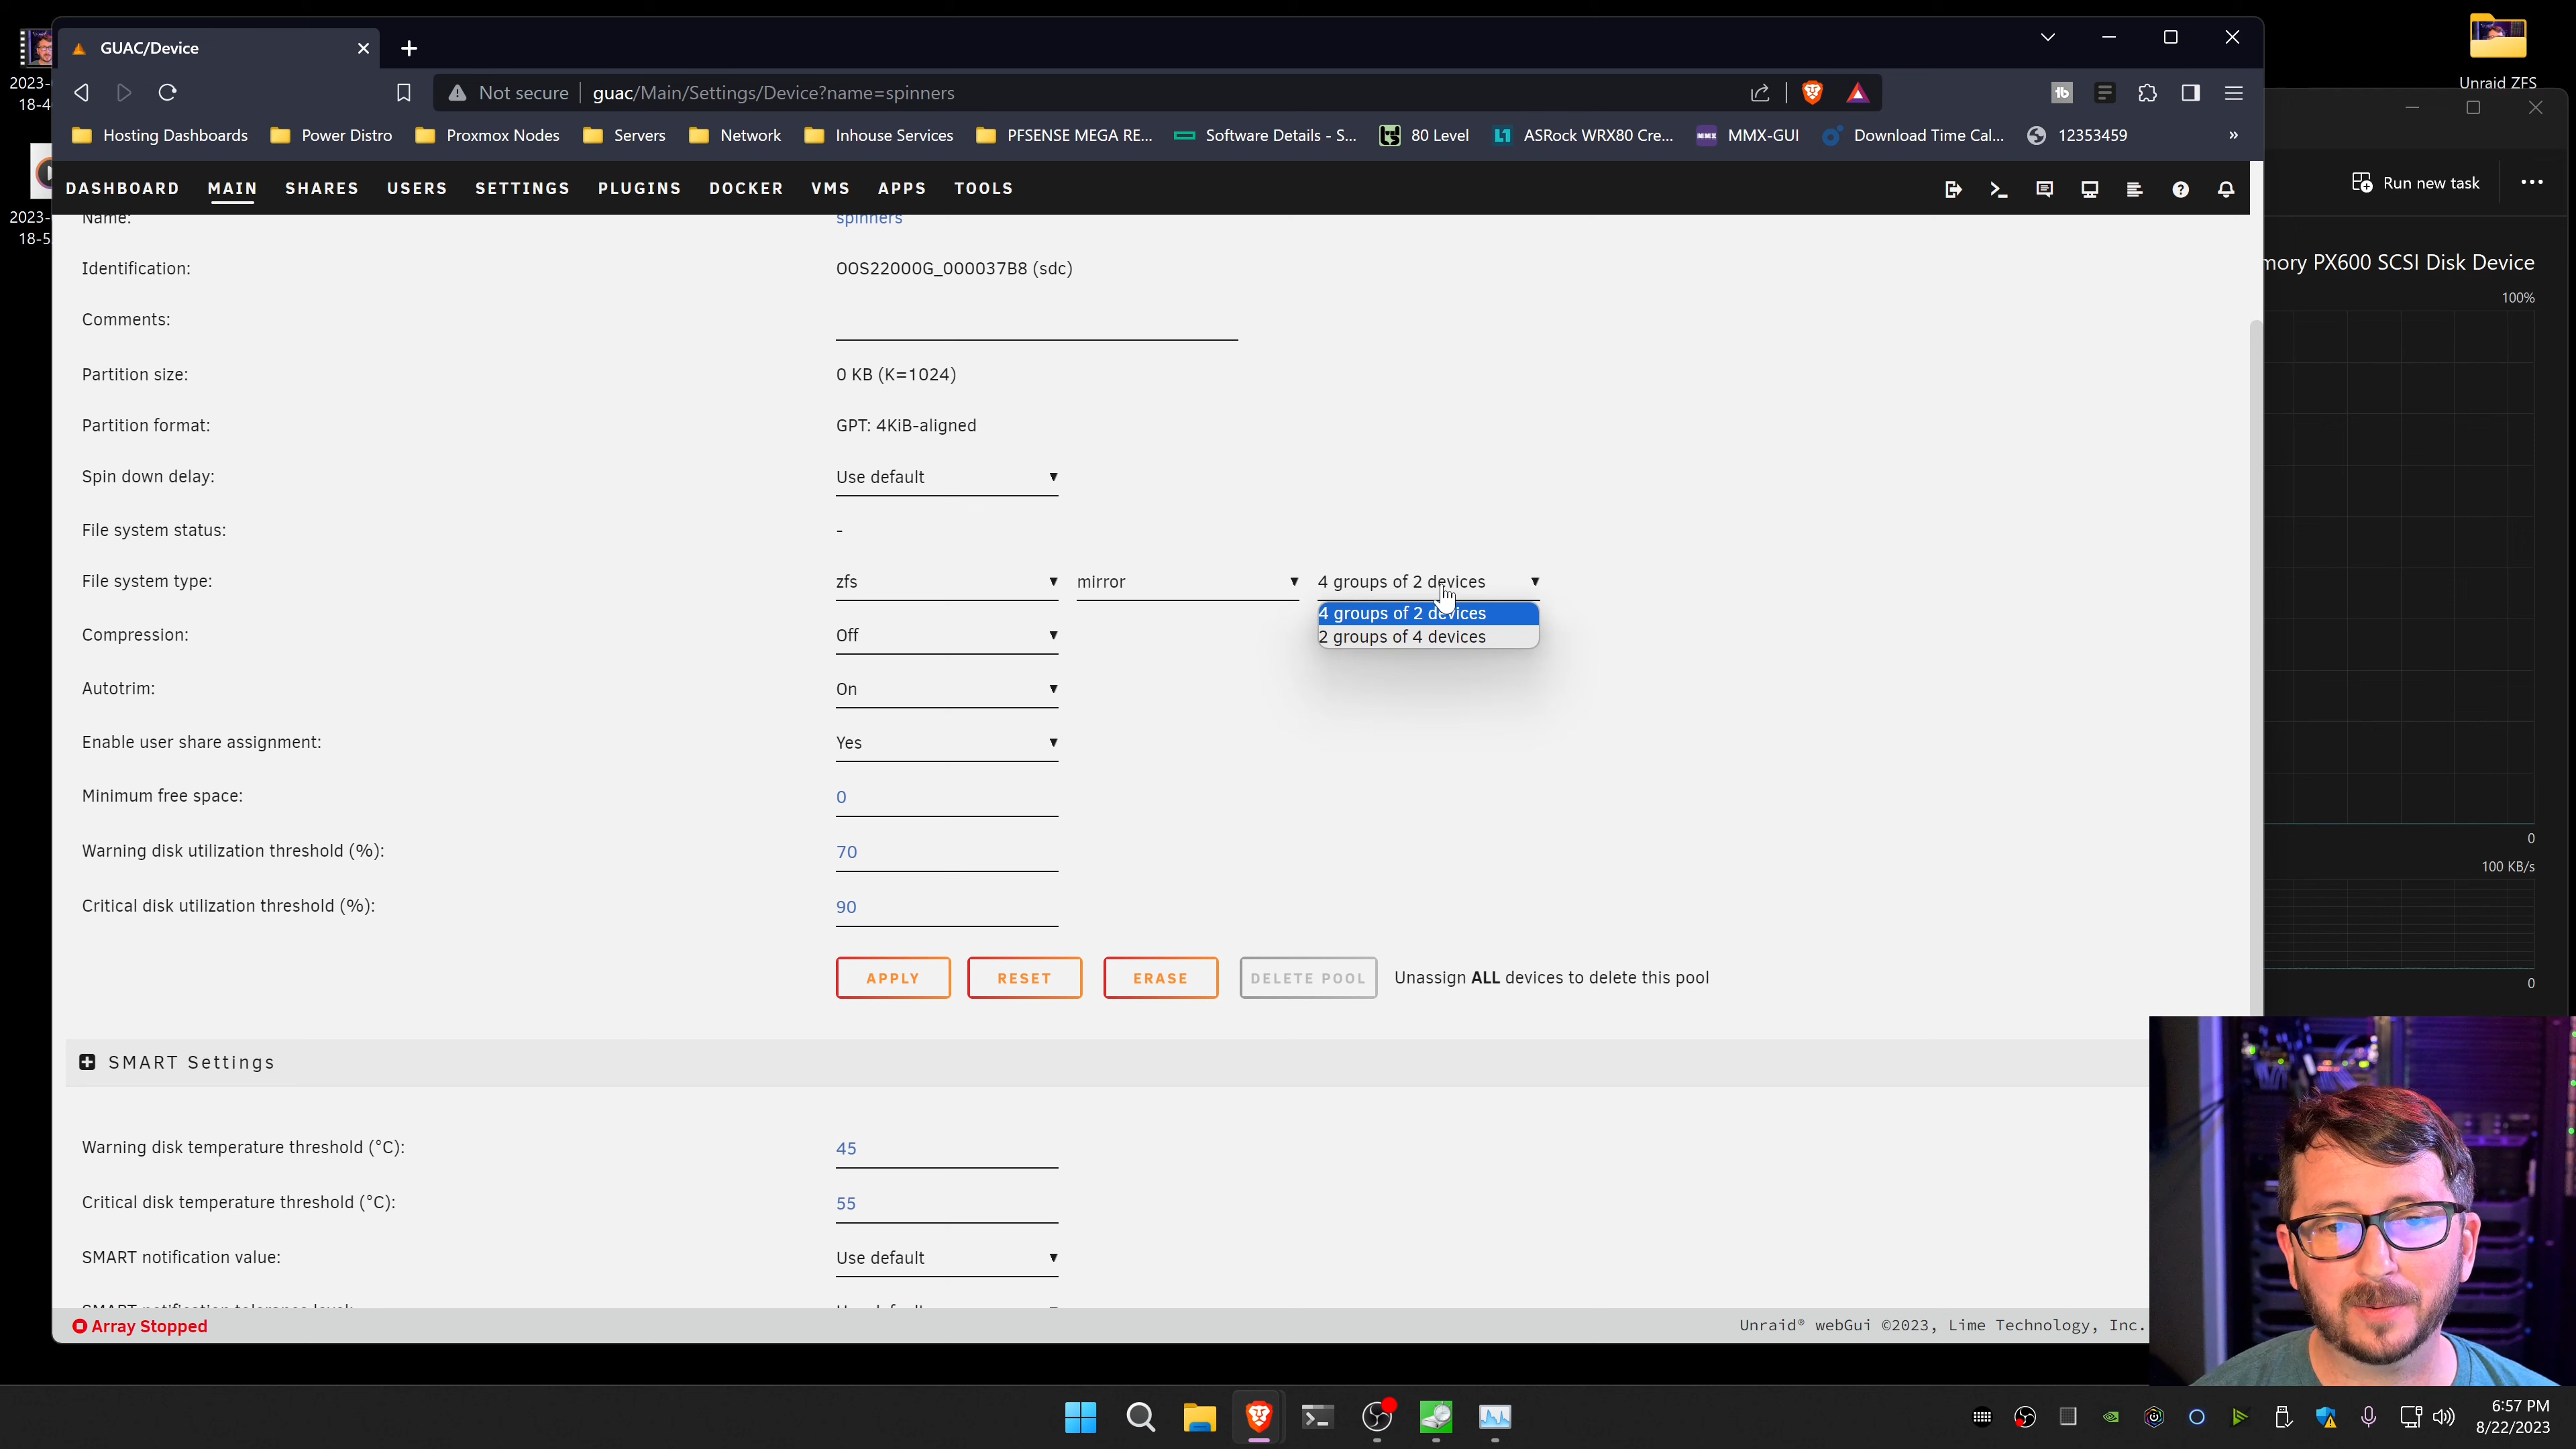 GUAC/Device
Unraid ZFS
2023-
18-4
Not secure
guac/Main/Settings/Device?name=spinners
Hosting Dashboards
Power Distro
Proxmox Nodes
Servers
Network
Inhouse Services
PFSENSE MEGA RE...
Software Details - S...
80 Level
ASRock WRX80 Cre...
MMX-GUI
Download Time Cal...
12353459
»
DASHBOARD MAIN SHARES USERS SETTINGS PLUGINS DOCKER VMS APPS TOOLS
Run new task
2023-
18-5
Name: spinners
mory PX600 SCSI Disk Device
100%
Identification: OOS22000G_000037B8 (sdc)
Comments:
Partition size: 0 KB (K=1024)
Partition format: GPT: 4KiB-aligned
Spin down delay: Use default
File system status: -
File system type: zfs mirror 4 groups of 2 devices
4 groups of 2 devices
2 groups of 4 devices
Compression: Off
Autotrim: On
Enable user share assignment: Yes
Minimum free space: 0
Warning disk utilization threshold (%): 70
0
100 KB/s
Critical disk utilization threshold (%): 90
APPLY RESET ERASE DELETE POOL Unassign ALL devices to delete this pool
0
SMART Settings
Warning disk temperature threshold (°C): 45
Critical disk temperature threshold (°C): 55
SMART notification value: Use default
Array Stopped
Unraid® webGui ©2023, Lime Technology, Inc.
6:57 PM
8/22/2023